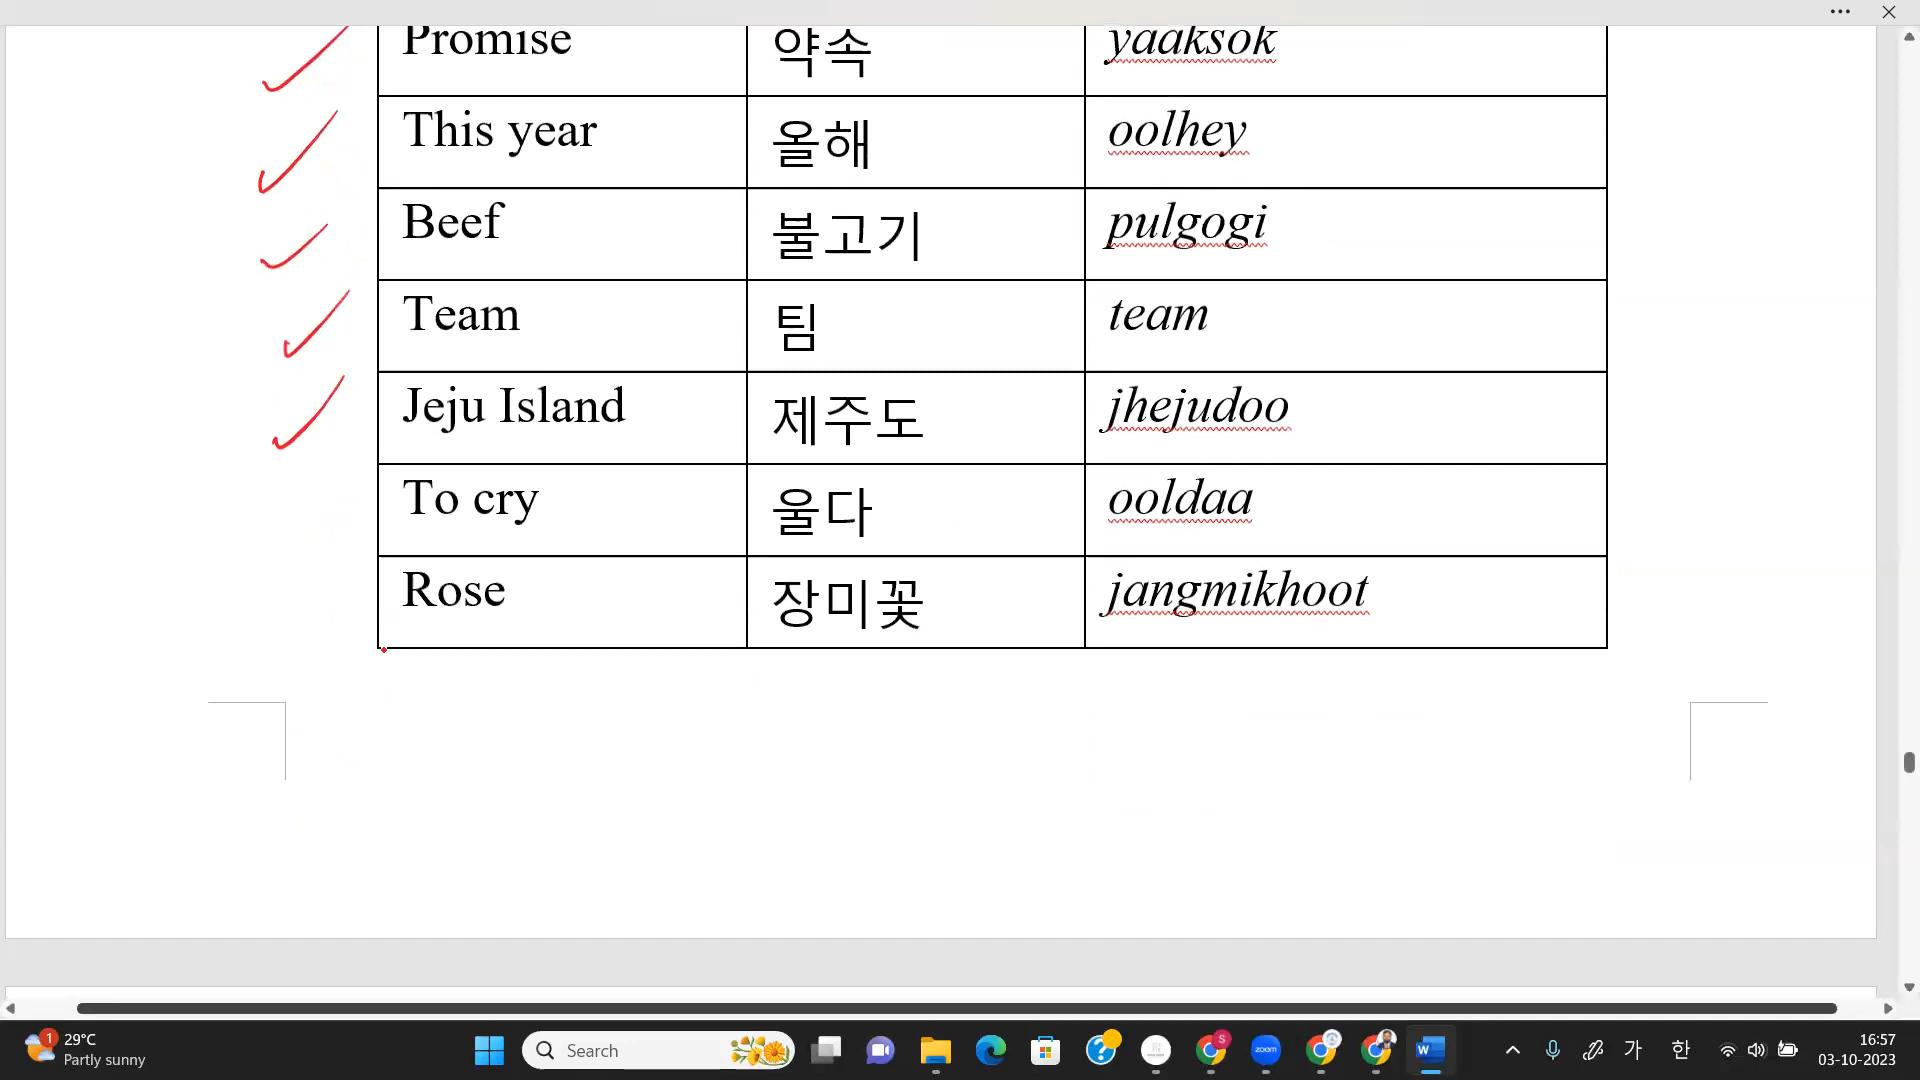 Promise 약속 yaaksok
This year 올해 oolhey
Beef 불고기 pulgogi
Team 팀 team
Jeju Island 제주도 jhejudoo
To cry 울다 ooldaa
Rose 장미꽃 jangmikhoot
1
29°C
Partly sunny
Search
S
zoom
W
가
한
16:57
03-10-2023